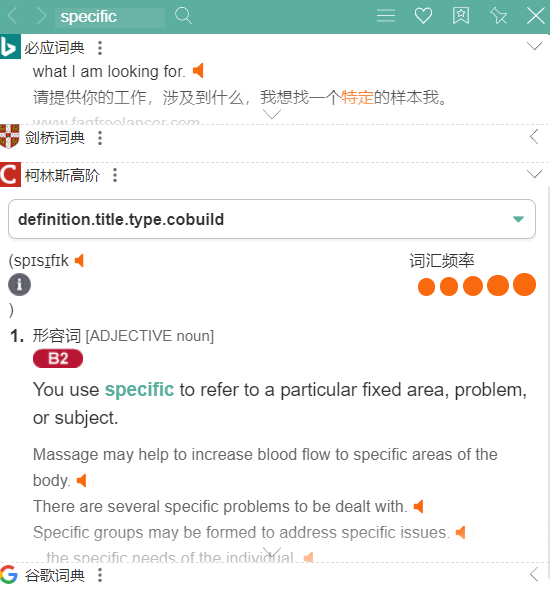 specific
必应词典
what I am looking for.
请提供你的工作，涉及到什么，我想找一个特定的样本我。
www.fagfreelancer.com
剑桥词典
柯林斯高阶
definition.title.type.cobuild
(spɪsɪfɪk
词汇频率
)
1. 形容词 [ADJECTIVE noun]
B2
You use specific to refer to a particular fixed area, problem,
or subject.
Massage may help to increase blood flow to specific areas of the
body.
There are several specific problems to be dealt with.
Specific groups may be formed to address specific issues.
...the specific needs of the individual.
谷歌词典